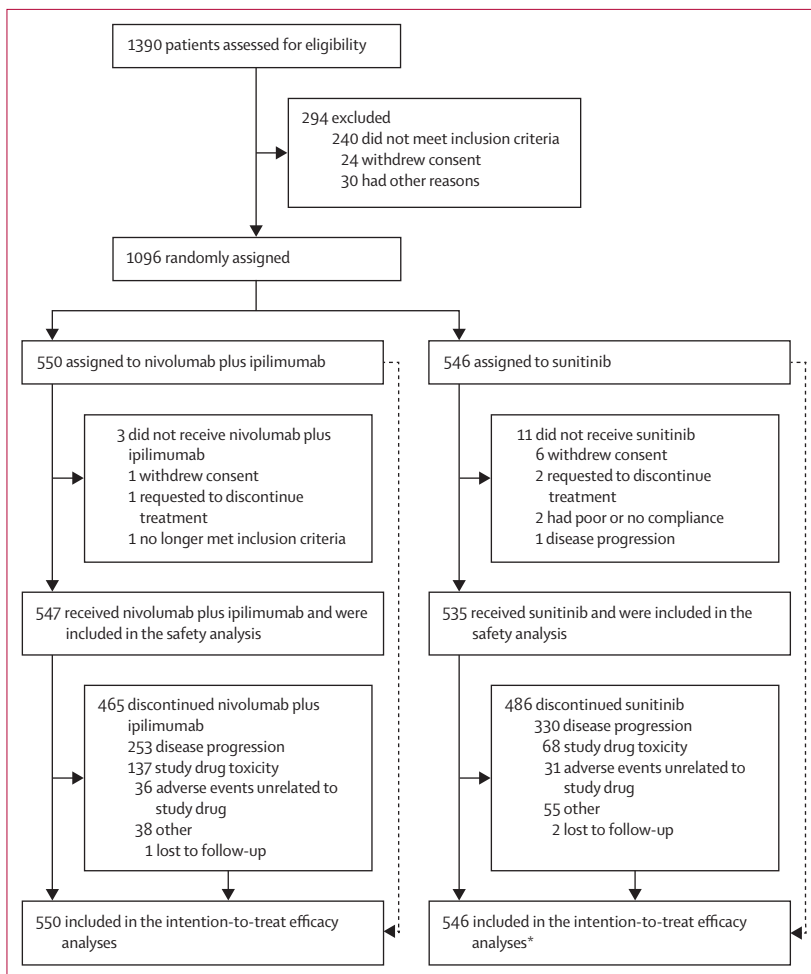 1390 patients assessed for eligibility
294 excluded
240 did not meet inclusion criteria
24 withdrew consent
30 had other reasons
1096 randomly assigned
550 assigned to nivolumab plus ipilimumab
546 assigned to sunitinib
3 did not receive nivolumab plus
ipilimumab
1 withdrew consent
1 requested to discontinue
treatment
1 no longer met inclusion criteria
11 did not receive sunitinib
6 withdrew consent
2 requested to discontinue
treatment
2 had poor or no compliance
1 disease progression
547 received nivolumab plus ipilimumab and were
included in the safety analysis
535 received sunitinib and were included in the
safety analysis
465 discontinued nivolumab plus
ipilimumab
253 disease progression
137 study drug toxicity
36 adverse events unrelated to
study drug
38 other
1 lost to follow-up
486 discontinued sunitinib
330 disease progression
68 study drug toxicity
31 adverse events unrelated to
study drug
55 other
2 lost to follow-up
550 included in the intention-to-treat efficacy
analyses
546 included in the intention-to-treat efficacy
analyses*